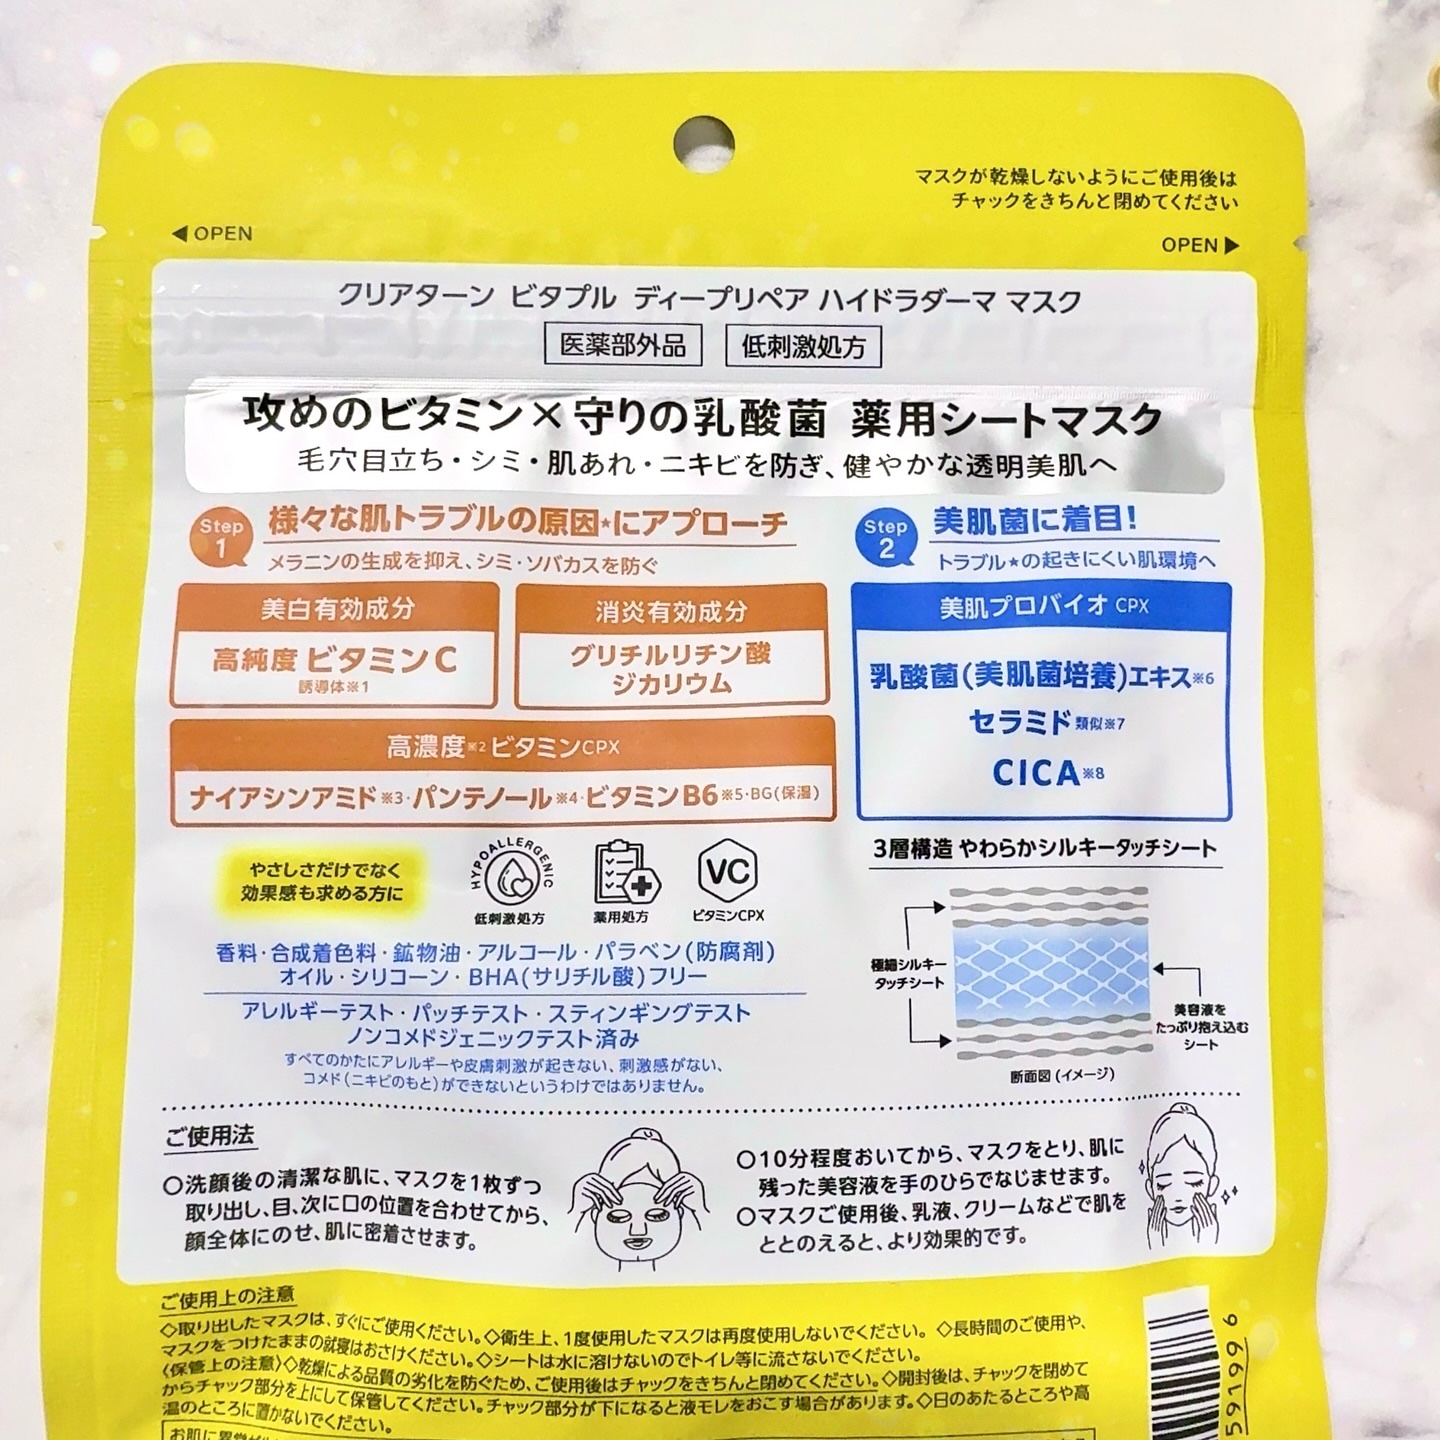 マスクが乾燥しないようにご使用後は
チャックをきちんと閉めてください
◀ OPEN
OPEN ▶
クリアターン ビタプル ディープリペア ハイドラダーマ マスク
医薬部外品 低刺激処方
攻めのビタミン×守りの乳酸菌 薬用シートマスク
毛穴目立ち・シミ・肌あれ・ニキビを防ぎ、健やかな透明美肌へ
Step 1
様々な肌トラブルの原因★にアプローチ
メラニンの生成を抑え、シミ・ソバカスを防ぐ
美白有効成分
高純度 ビタミンC
誘導体※1
消炎有効成分
グリチルリチン酸
ジカリウム
高濃度※2 ビタミンCPX
ナイアシンアミド※3・パンテノール※4・ビタミンB6※5・BG(保湿)
Step 2
美肌菌に着目!
トラブル★の起きにくい肌環境へ
美肌プロバイオ CPX
乳酸菌(美肌菌培養)エキス※6
セラミド類似※7
CICA※8
やさしさだけでなく
効果感も求める方に
HYPOALLERGENIC
低刺激処方
薬用処方
VC
ビタミンCPX
香料・合成着色料・鉱物油・アルコール・パラベン(防腐剤)
オイル・シリコーン・BHA(サリチル酸)フリー
アレルギーテスト・パッチテスト・スティンギングテスト
ノンコメドジェニックテスト済み
すべてのかたにアレルギーや皮膚刺激が起きない、刺激感がない、
コメド(ニキビのもと)ができないというわけではありません。
3層構造 やわらかシルキータッチシート
極細シルキー
タッチシート
美容液を
たっぷり抱え込む
シート
断面図(イメージ)
ご使用法
○洗顔後の清潔な肌に、マスクを1枚ずつ
取り出し、目、次に口の位置を合わせてから、
顔全体にのせ、肌に密着させます。
○10分程度おいてから、マスクをとり、肌に
残った美容液を手のひらでなじませます。
○マスクご使用後、乳液、クリームなどで肌を
ととのえると、より効果的です。
ご使用上の注意
◇取り出したマスクは、すぐにご使用ください。◇衛生上、1度使用したマスクは再度使用しないでください。◇長時間のご使用や、
マスクをつけたままの就寝はおさけください。◇シートは水に溶けないのでトイレ等に流さないでください。
〈保管上の注意〉◇乾燥による品質の劣化を防ぐため、ご使用後はチャックをきちんと閉めてください。◇開封後は、チャックを閉めて
からチャック部分を上にして保管してください。チャック部分が下になると液モレをおこす場合があります。◇日のあたるところや高
温のところに置かないでください。
591996